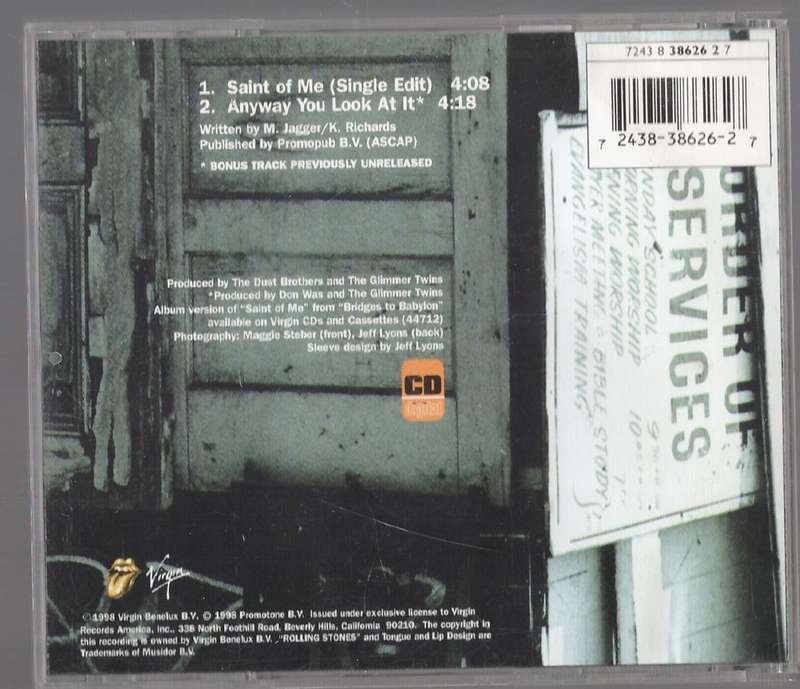 1. Saint of Me (Single Edit) 4:08
2. Anyway You Look At It* 4:18
Written by M. Jagger/K. Richards
Published by Promopub B.V. (ASCAP)
* BONUS TRACK PREVIOUSLY UNRELEASED
7243 8 38626 2 7
7 2438-38626-2 7
ORDER OF
SERVICES
SUNDAY SCHOOL 9
MORNING WORSHIP 10
WORSHIP
BIBLE STUDY
EVANGELISM TRAINING
Produced by The Dust Brothers and The Glimmer Twins
*Produced by Don Was and The Glimmer Twins
Album version of "Saint of Me" from "Bridges to Babylon"
available on Virgin CDs and Cassettes (44712)
Photography: Maggie Steber (front), Jeff Lyons (back)
Sleeve design by Jeff Lyons
CD
Virgin
℗1998 Virgin Benelux B.V. © 1998 Promotone B.V. Issued under exclusive license to Virgin
Records America, Inc., 338 North Foothill Road, Beverly Hills, California 90210. The copyright in
this recording is owned by Virgin Benelux B.V. "ROLLING STONES" and Tongue and Lip Design are
Trademarks of Musidor B.V.